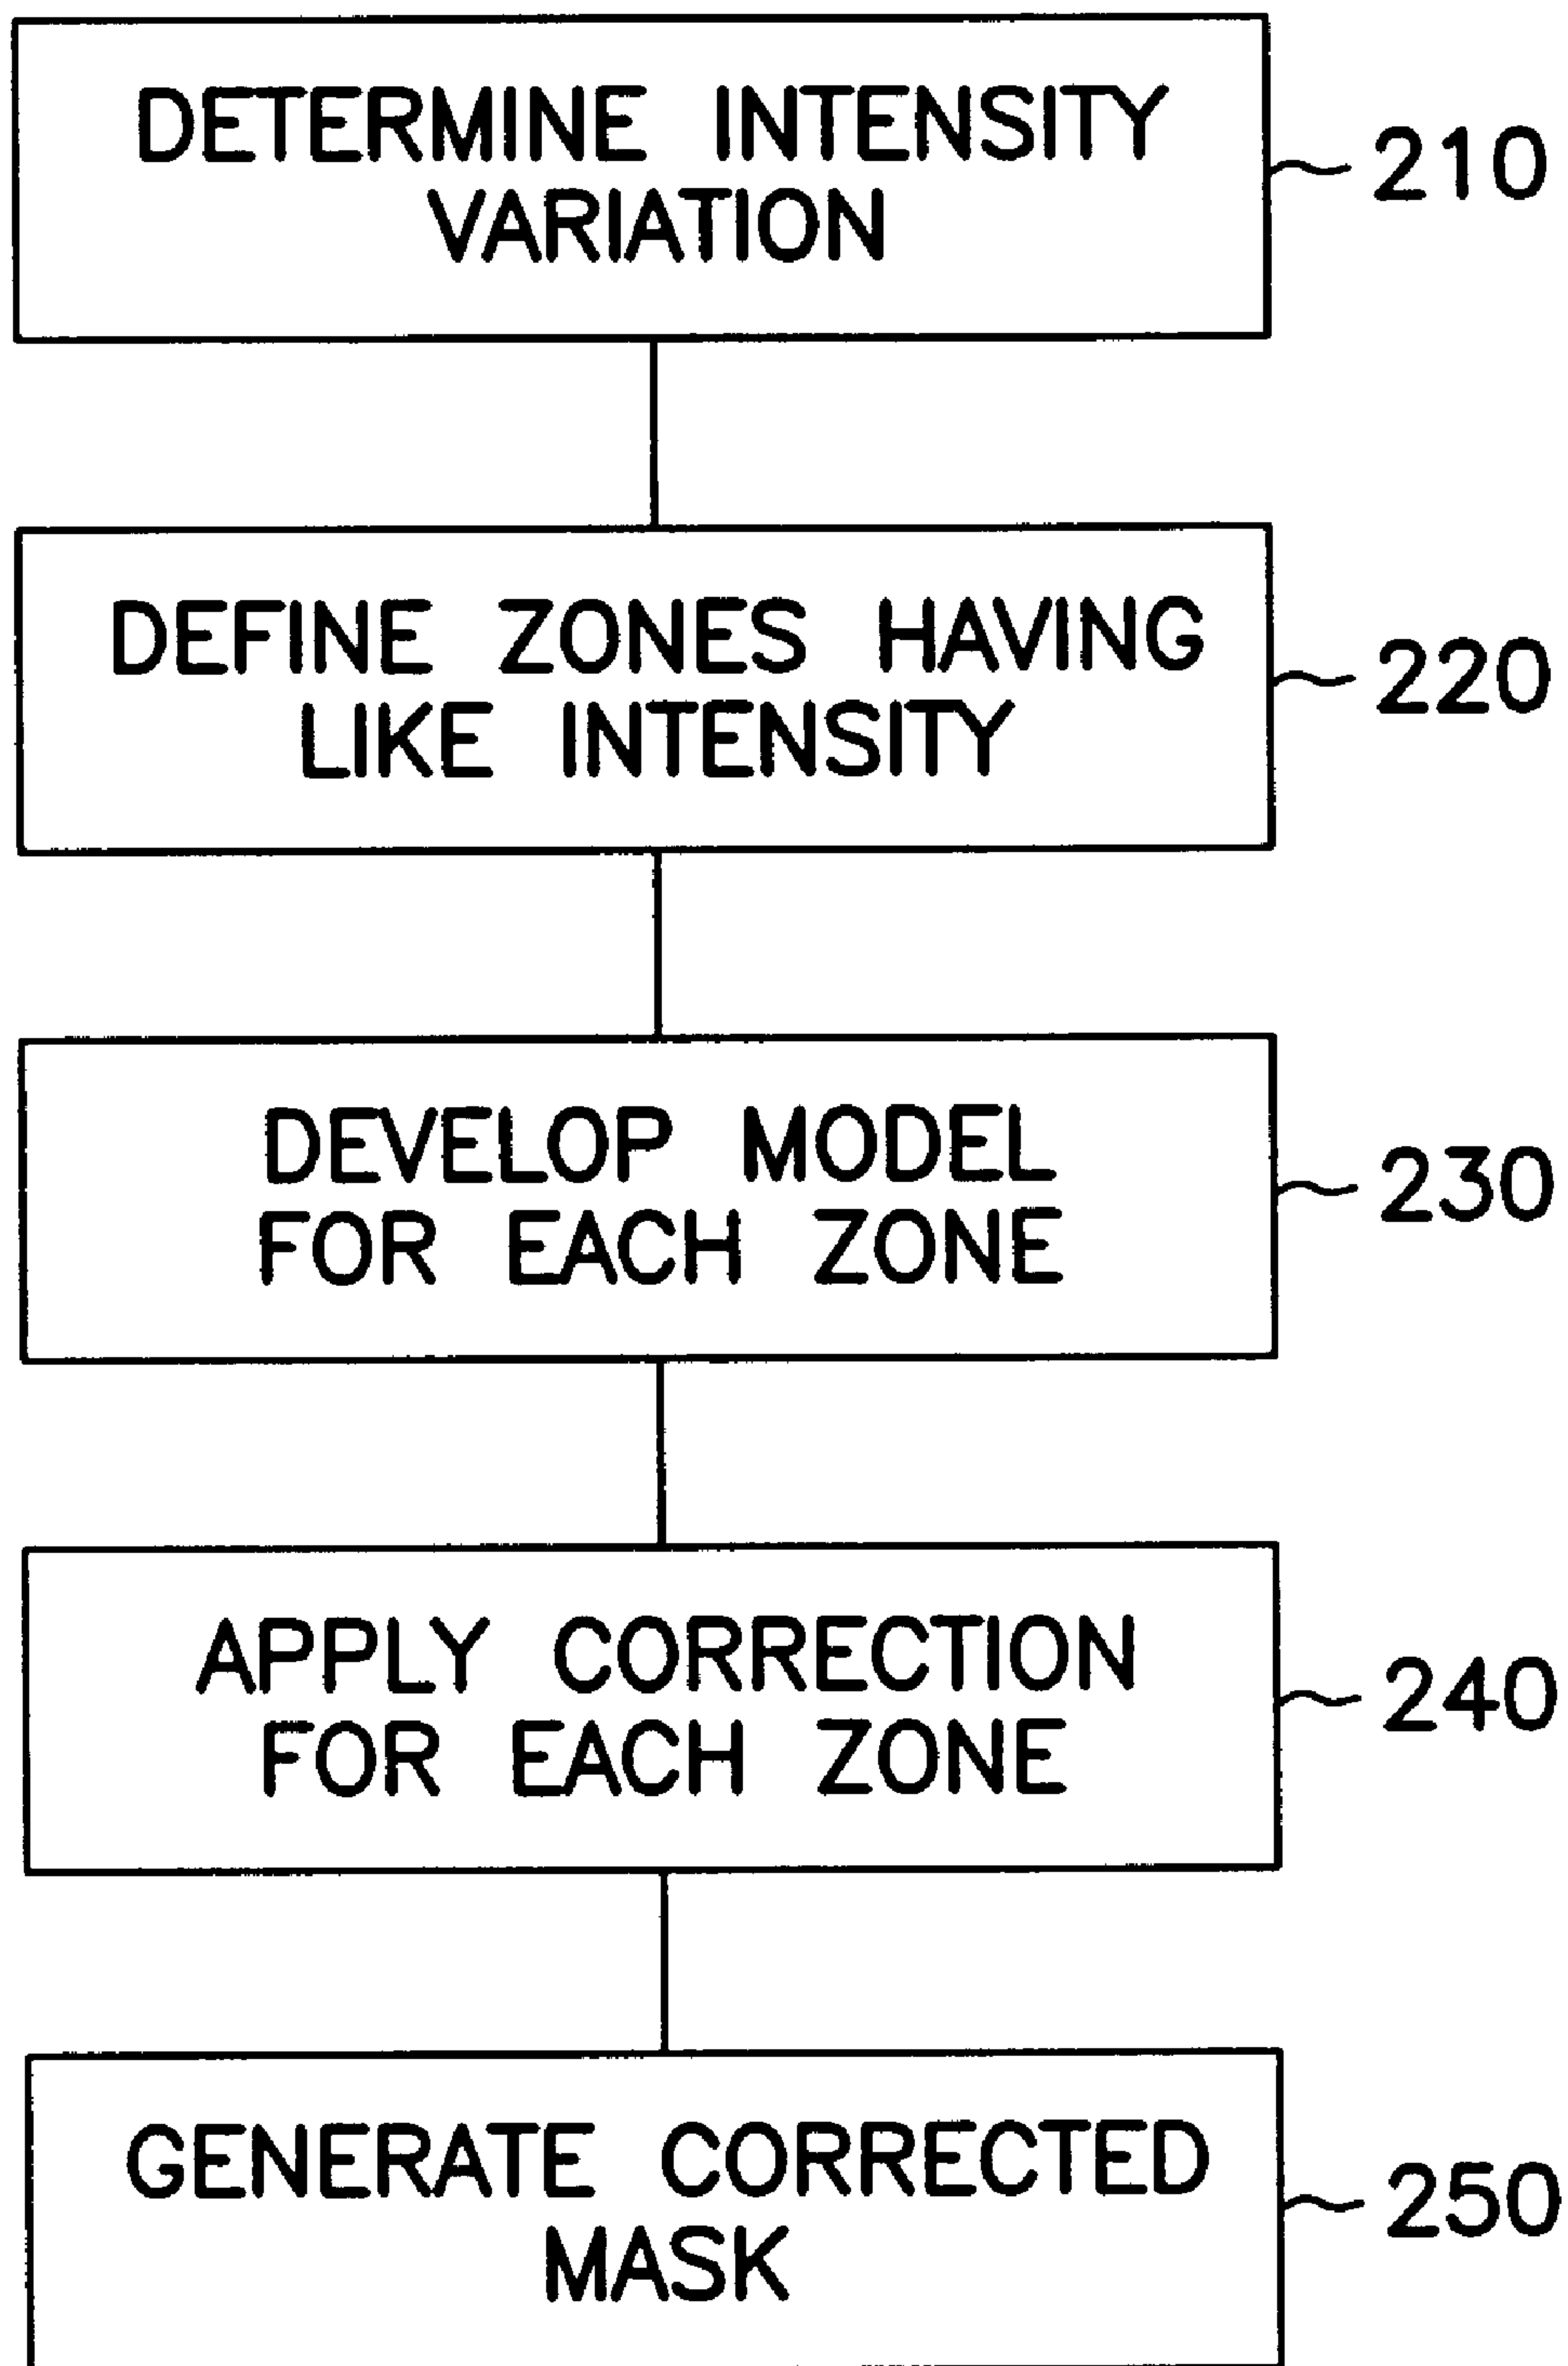 DETERMINE INTENSITY
VARIATION
210
DEFINE ZONES HAVING
LIKE INTENSITY
220
DEVELOP MODEL
FOR EACH ZONE
230
APPLY CORRECTION
FOR EACH ZONE
240
GENERATE CORRECTED
MASK
250